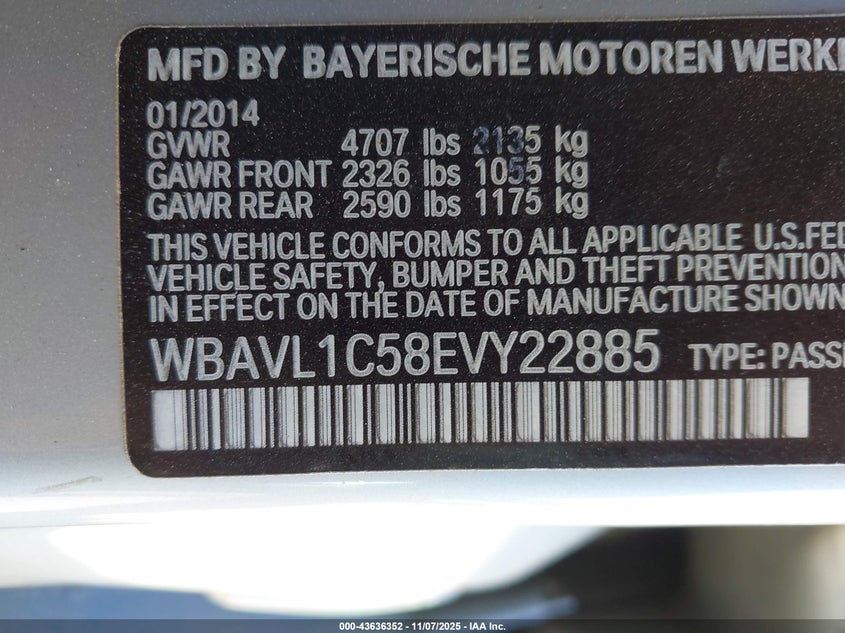 MFD BY BAYERISCHE MOTOREN WERKE
01/2014
GVWR 4707 lbs 2135 kg
GAWR FRONT 2326 lbs 1055 kg
GAWR REAR 2590 lbs 1175 kg
THIS VEHICLE CONFORMS TO ALL APPLICABLE U.S.FED
VEHICLE SAFETY, BUMPER AND THEFT PREVENTION
IN EFFECT ON THE DATE OF MANUFACTURE SHOWN
WBAVL1C58EVY22885 TYPE: PASSE
000-43636352 - 11/07/2025 - IAA Inc.